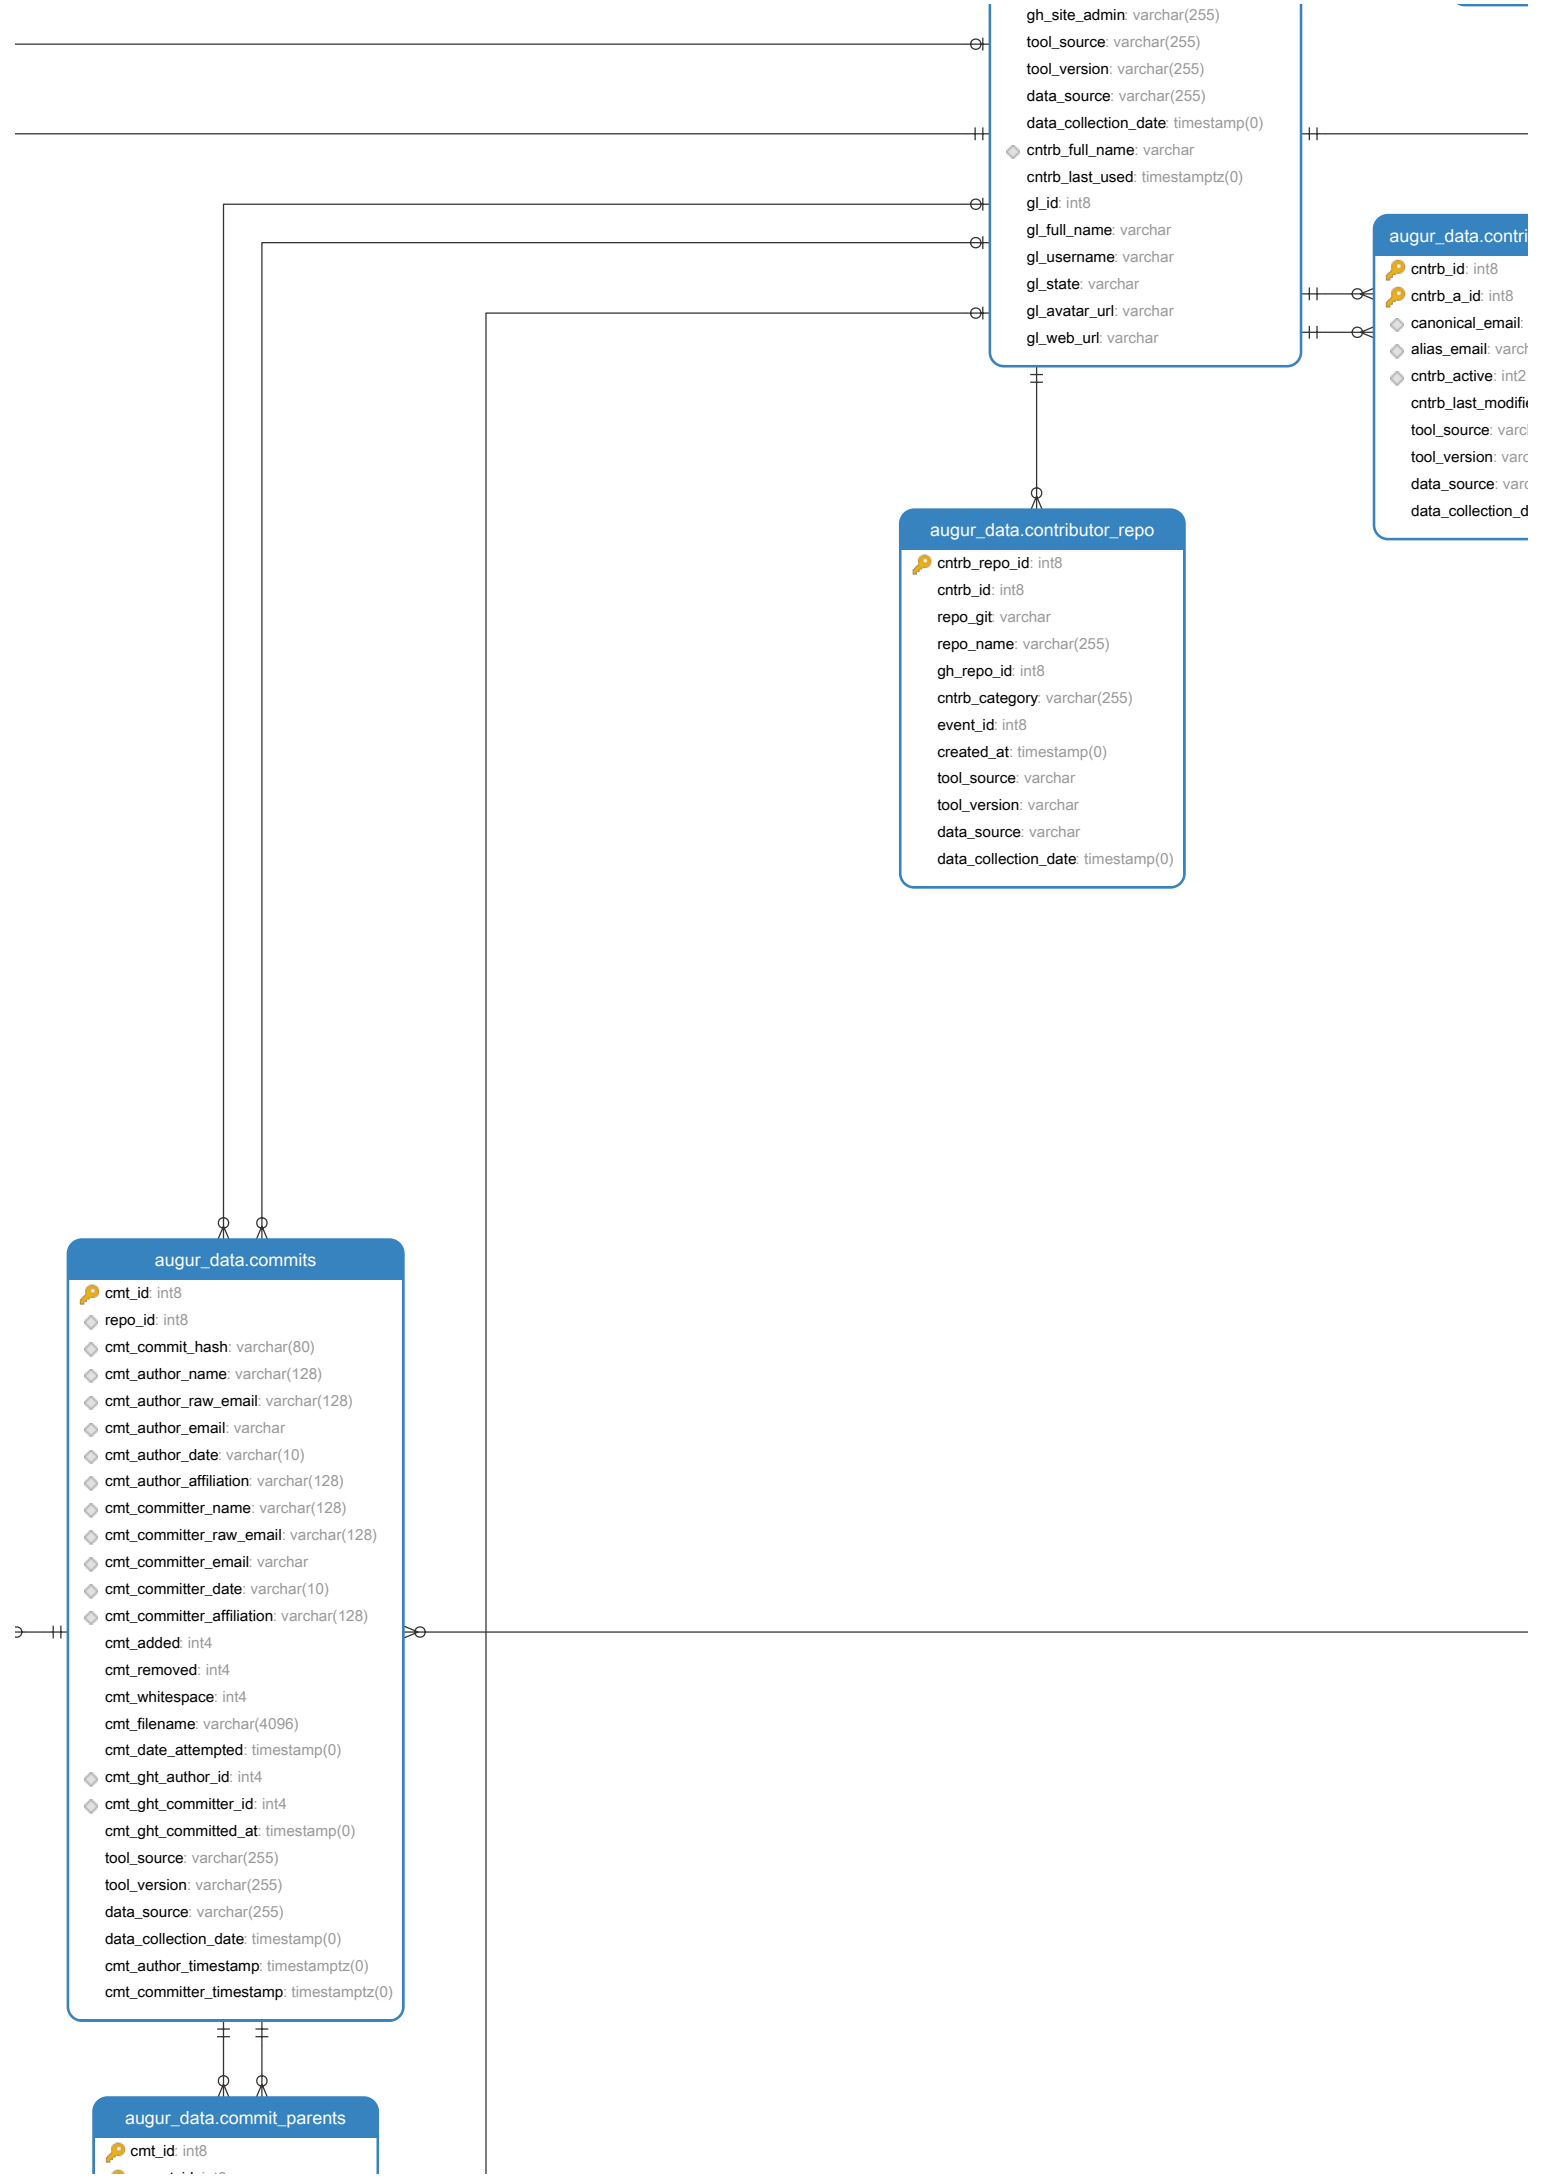 gh_site_admin: varchar(255)
tool_source: varchar(255)
tool_version: varchar(255)
data_source: varchar(255)
data_collection_date: timestamp(0)
cntrb_full_name: varchar
cntrb_last_used: timestamptz(0)
gl_id: int8
gl_full_name: varchar
gl_username: varchar
gl_state: varchar
gl_avatar_url: varchar
gl_web_url: varchar
augur_data.contri
cntrb_id: int8
cntrb_a_id: int8
canonical_email:
alias_email: varch
cntrb_active: int2
cntrb_last_modifie
tool_source: varc
tool_version: varc
data_source: varc
data_collection_d
augur_data.contributor_repo
cntrb_repo_id: int8
cntrb_id: int8
repo_git: varchar
repo_name: varchar(255)
gh_repo_id: int8
cntrb_category: varchar(255)
event_id: int8
created_at: timestamp(0)
tool_source: varchar
tool_version: varchar
data_source: varchar
data_collection_date: timestamp(0)
augur_data.commits
cmt_id: int8
repo_id: int8
cmt_commit_hash: varchar(80)
cmt_author_name: varchar(128)
cmt_author_raw_email: varchar(128)
cmt_author_email: varchar
cmt_author_date: varchar(10)
cmt_author_affiliation: varchar(128)
cmt_committer_name: varchar(128)
cmt_committer_raw_email: varchar(128)
cmt_committer_email: varchar
cmt_committer_date: varchar(10)
cmt_committer_affiliation: varchar(128)
cmt_added: int4
cmt_removed: int4
cmt_whitespace: int4
cmt_filename: varchar(4096)
cmt_date_attempted: timestamp(0)
cmt_ght_author_id: int4
cmt_ght_committer_id: int4
cmt_ght_committed_at: timestamp(0)
tool_source: varchar(255)
tool_version: varchar(255)
data_source: varchar(255)
data_collection_date: timestamp(0)
cmt_author_timestamp: timestamptz(0)
cmt_committer_timestamp: timestamptz(0)
augur_data.commit_parents
cmt_id: int8